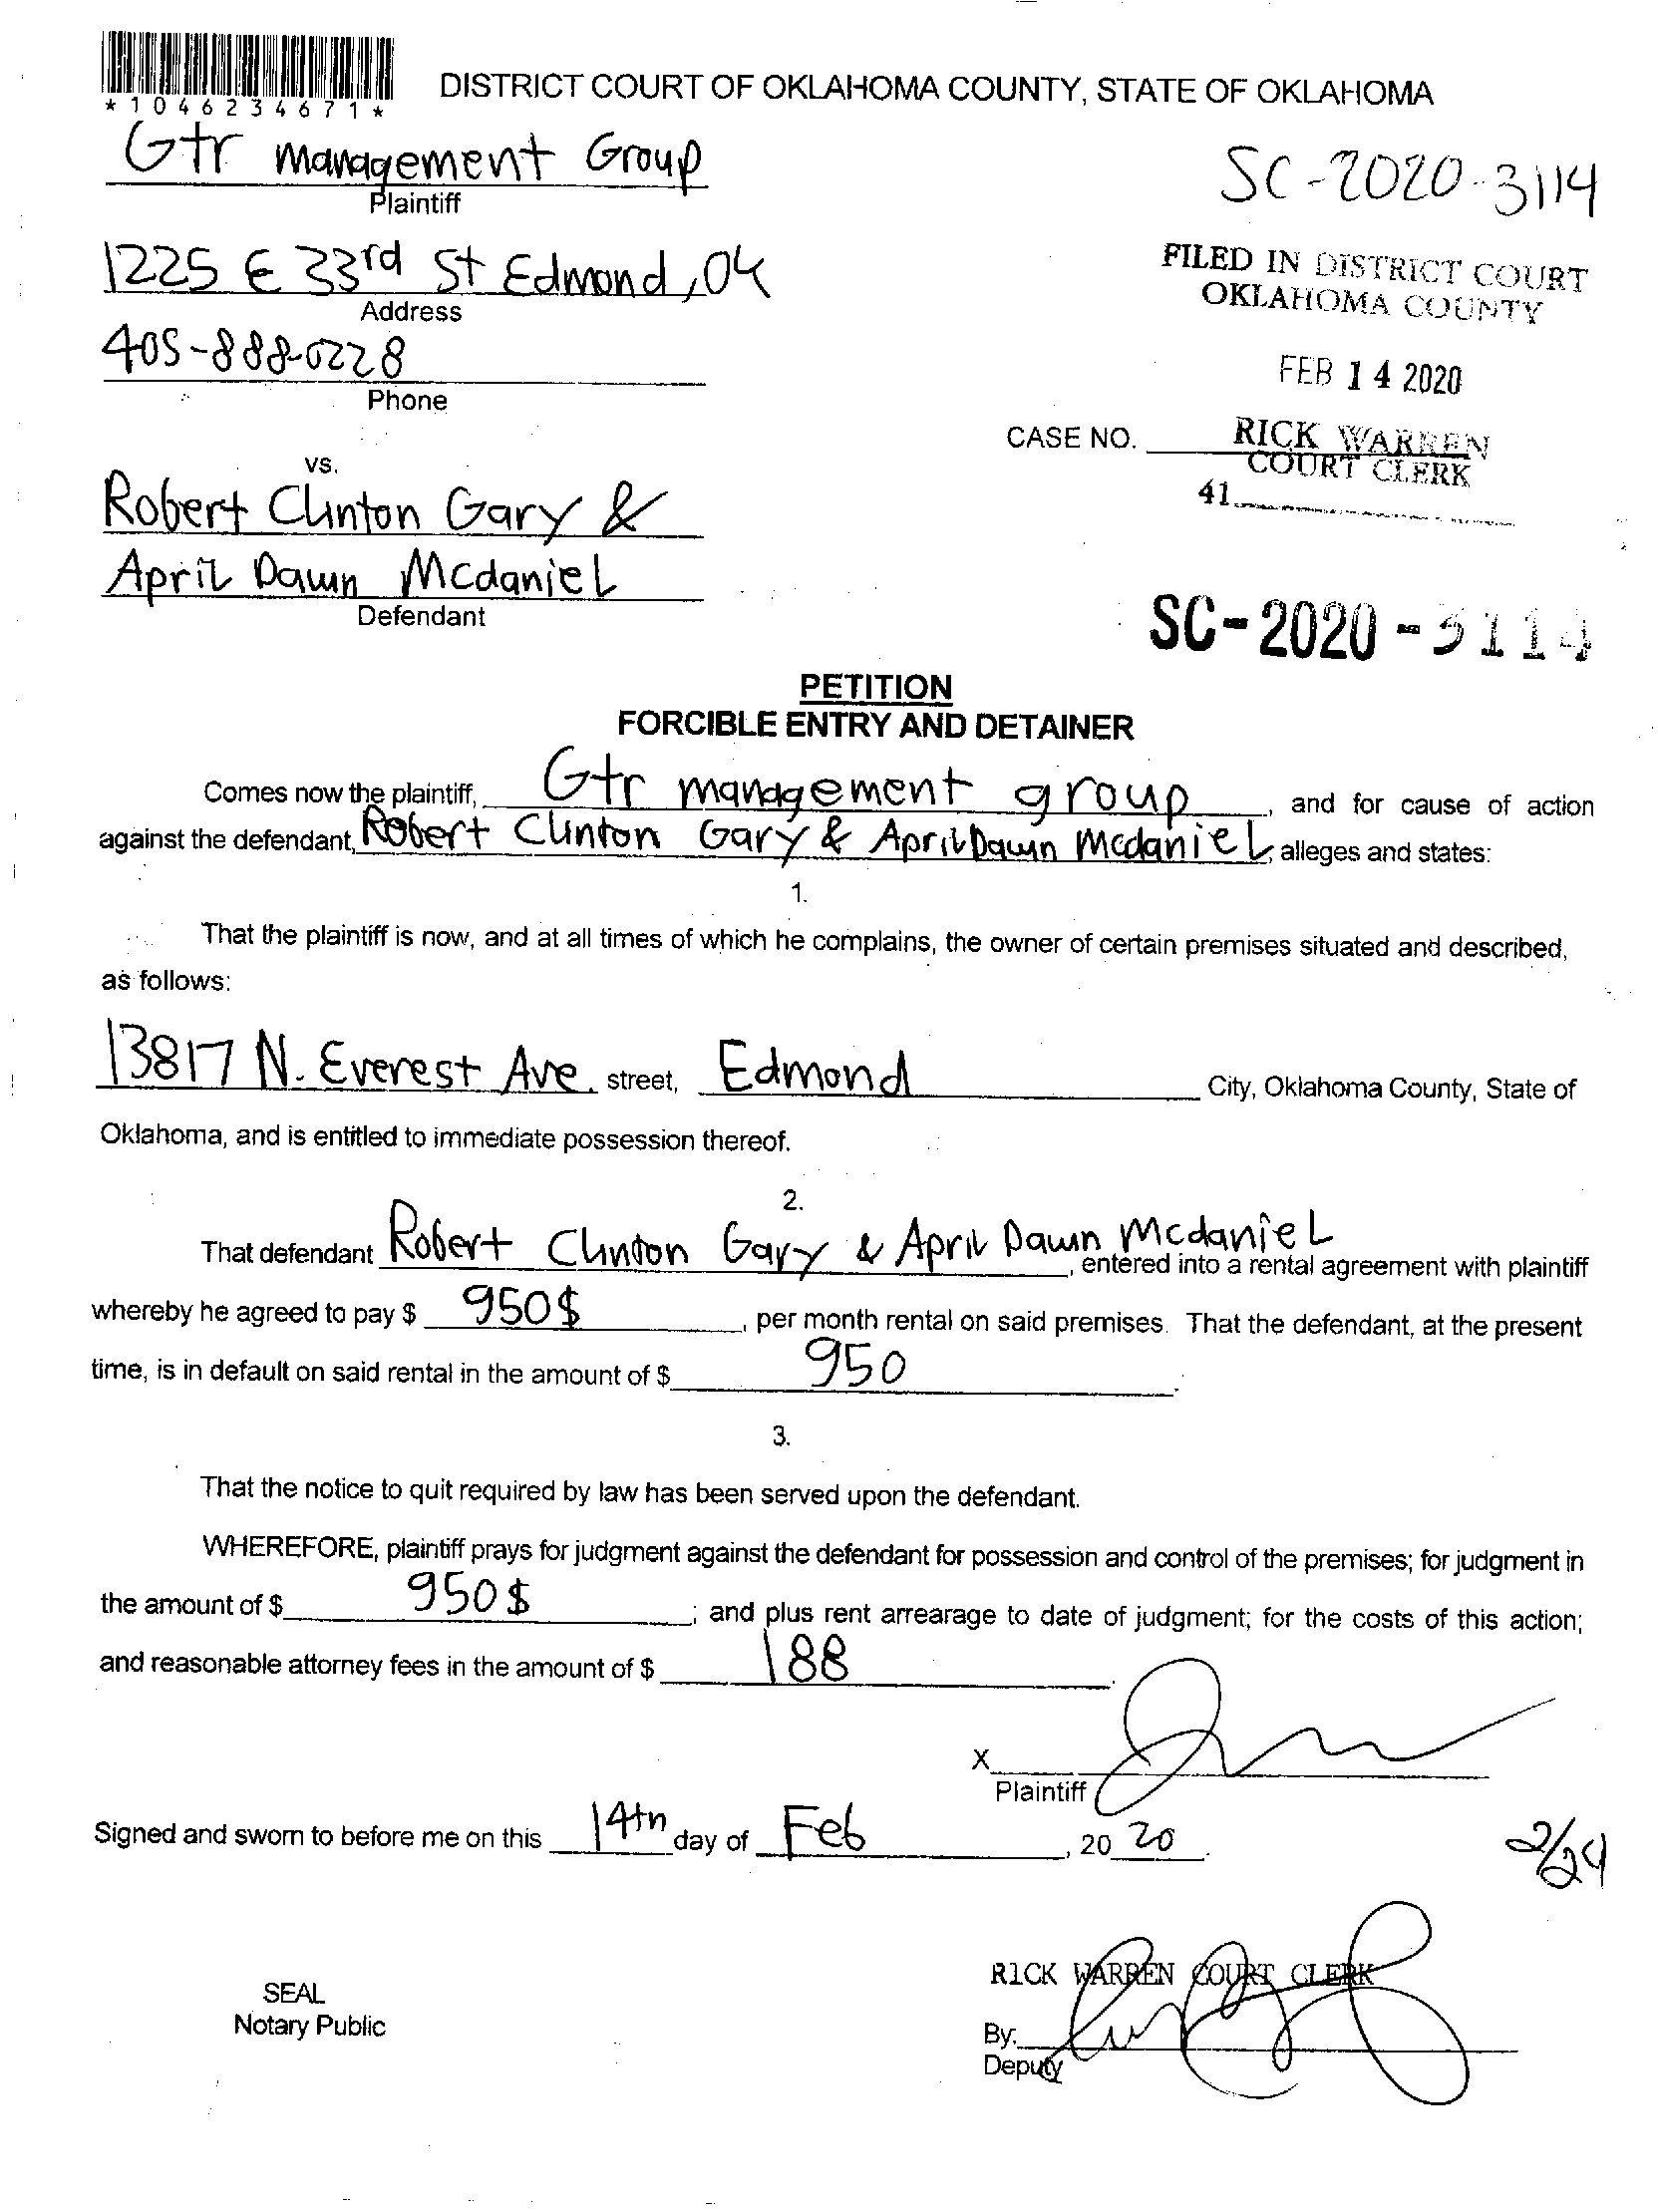 *1046234671*
DISTRICT COURT OF OKLAHOMA COUNTY, STATE OF OKLAHOMA
Gtr management Group
Plaintiff
SC-2020-3114
1225 E 33rd St Edmond, OK
Address
FILED IN DISTRICT COURT
OKLAHOMA COUNTY
405-888-0228
Phone
FEB 14 2020
CASE NO.
RICK WARREN
COURT CLERK
41
vs.
Robert Clinton Gary &
April Dawn Mcdaniel
Defendant
SC-2020-3114
PETITION
FORCIBLE ENTRY AND DETAINER
Comes now the plaintiff, Gtr management group, and for cause of action
against the defendant, Robert Clinton Gary & April Dawn Mcdaniel, alleges and states:
1.
That the plaintiff is now, and at all times of which he complains, the owner of certain premises situated and described,
as follows:
13817 N. Everest Ave street, Edmond City, Oklahoma County, State of
Oklahoma, and is entitled to immediate possession thereof.
2.
That defendant Robert Clinton Gary & April Dawn Mcdaniel, entered into a rental agreement with plaintiff
whereby he agreed to pay $ 950$, per month rental on said premises. That the defendant, at the present
time, is in default on said rental in the amount of $ 950.
3.
That the notice to quit required by law has been served upon the defendant.
WHEREFORE, plaintiff prays for judgment against the defendant for possession and control of the premises; for judgment in
the amount of $ 950$; and plus rent arrearage to date of judgment; for the costs of this action;
and reasonable attorney fees in the amount of $ 188.
X
Plaintiff
Signed and sworn to before me on this 14th day of Feb, 20 20.
2/24
RICK WARREN COURT CLERK
SEAL
Notary Public
By:
Deputy